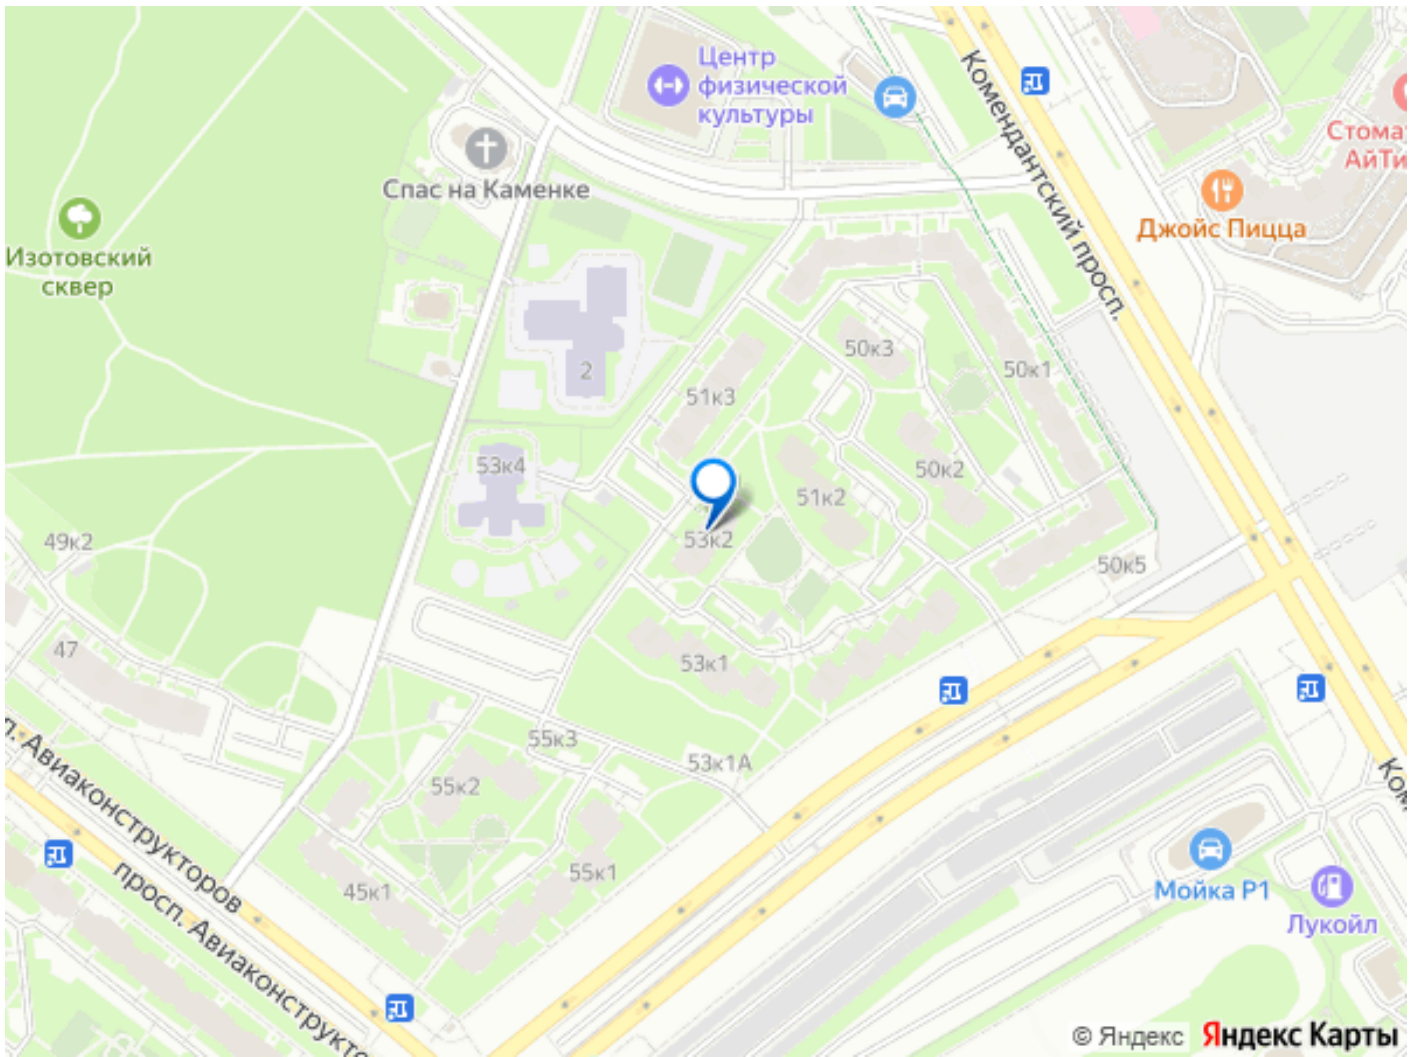 Центр
физической
культуры
Комендантский просп.
Стома
АйТи
Спас на Каменке
Джойс Пицца
Изотовский
сквер
50к3
50к1
2
51к3
53к4
50к2
51к2
53к2
49к2
50к5
47
53к1
55к3
53к1А
55к2
45к1
55к1
п. Авиаконструкторов
просп. Авиаконструкто
Ком
Мойка Р1
Лукойл
© Яндекс
Яндекс Карты